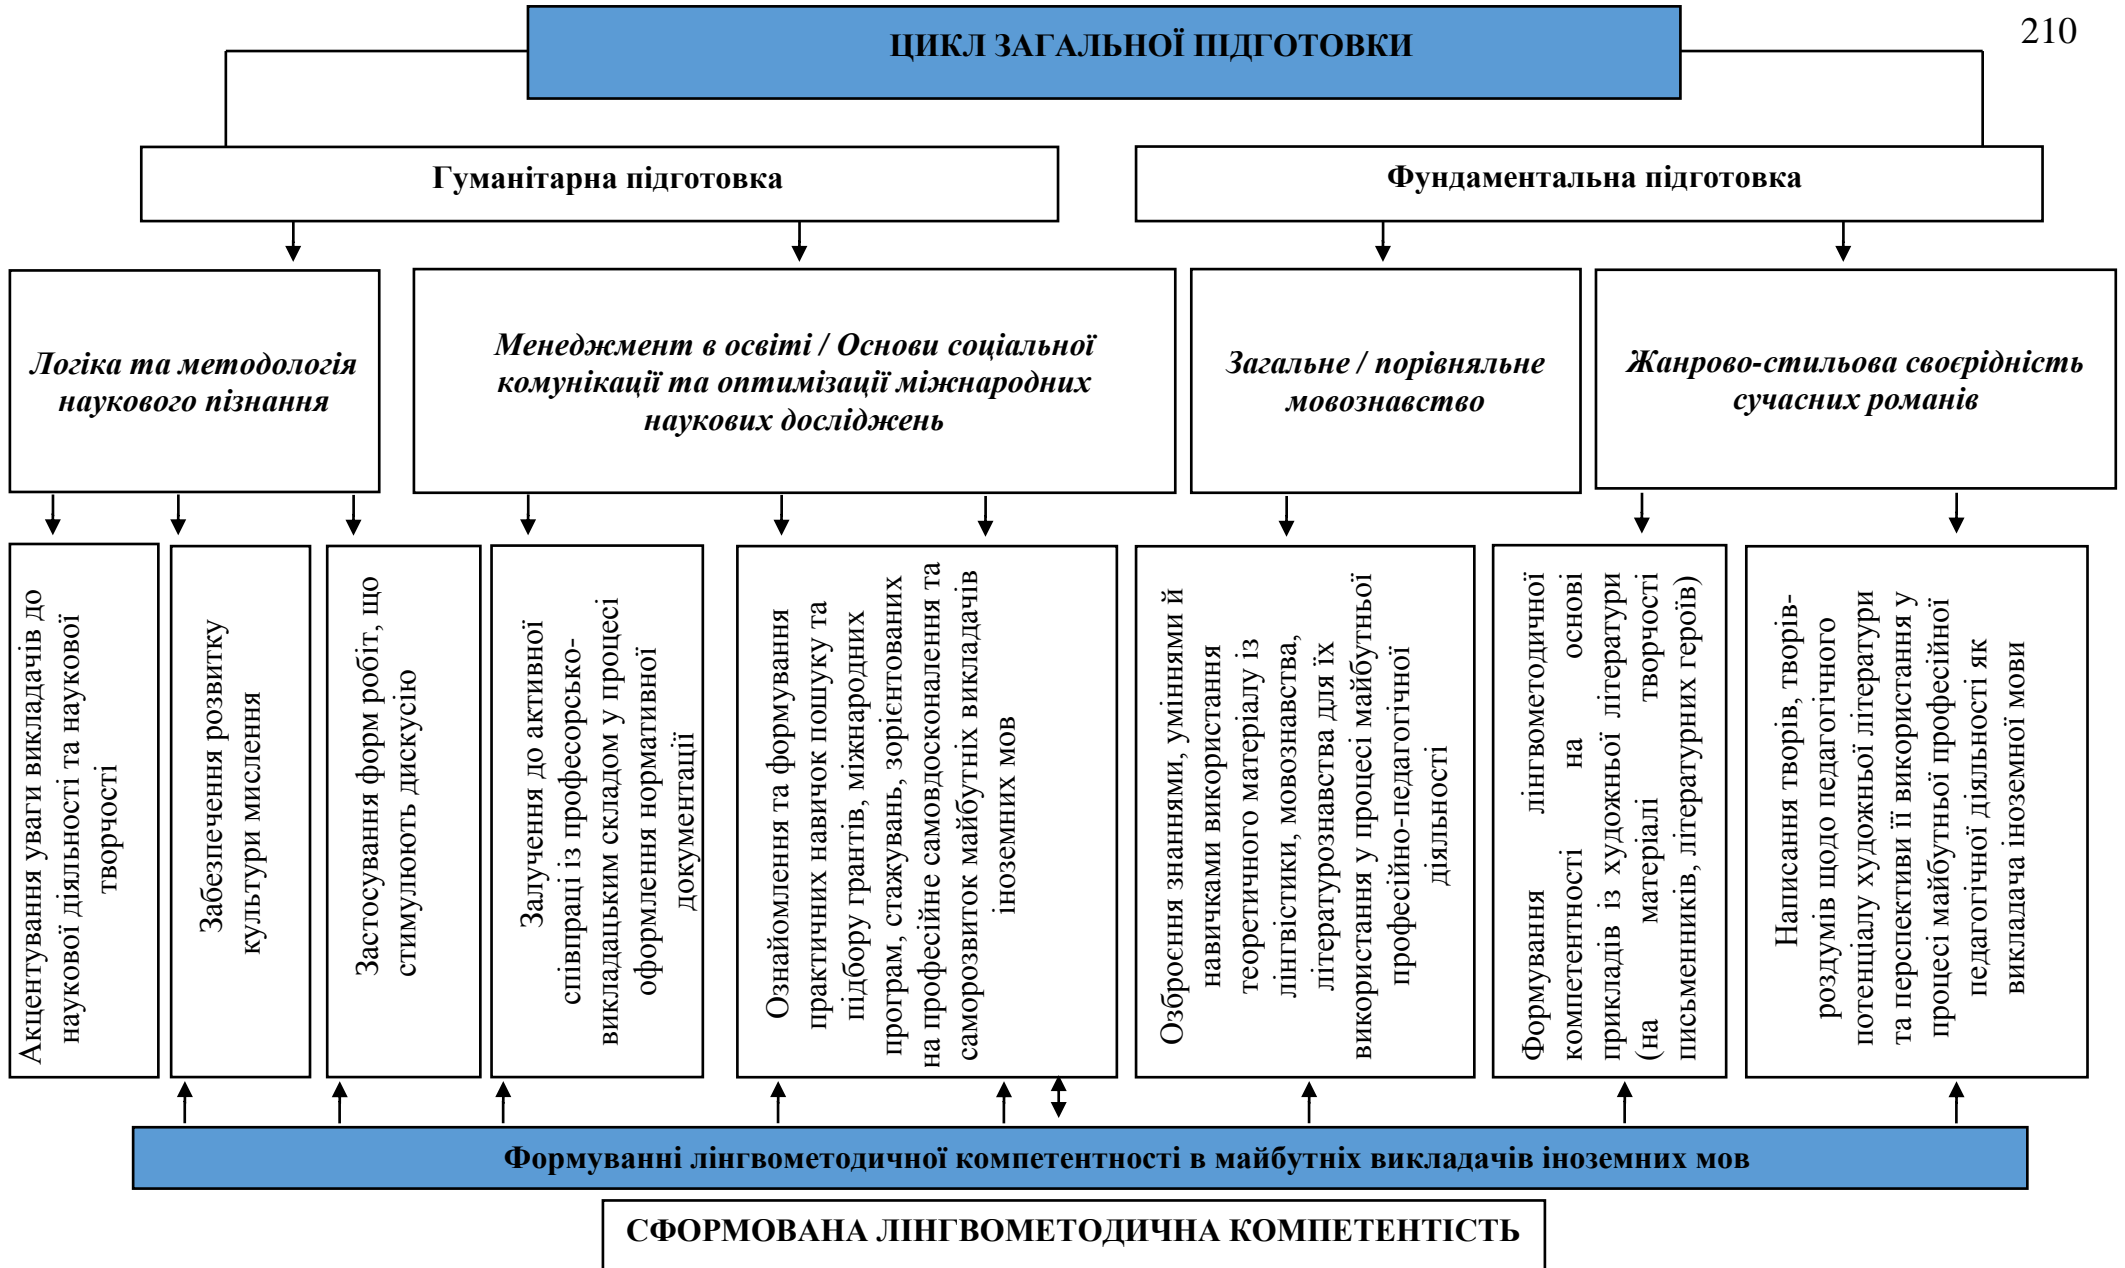 210
ЦИКЛ ЗАГАЛЬНОЇ ПІДГОТОВКИ
Гуманітарна підготовка
Фундаментальна підготовка
Логіка та методологія
наукового пізнання
Менеджмент в освіті / Основи соціальної
комунікації та оптимізації міжнародних
наукових досліджень
Загальне / порівняльне
мовознавство
Жанрово-стильова своєрідність
сучасних романів
Акцентування уваги викладачів до
наукової діяльності та наукової
творчості
Забезпечення розвитку
культури мислення
Застосування форм робіт, що
стимулюють дискусію
Залучення до активної
співпраці із професорсько-
викладацьким складом у процесі
оформлення нормативної
документації
Ознайомлення та формування
практичних навичок пошуку та
підбору грантів, міжнародних
програм, стажувань, зорієнтованих
на професійне самовдосконалення та
саморозвиток майбутніх викладачів
іноземних мов
Озброєння знаннями, уміннями й
навичками використання
теоретичного матеріалу із
лінгвістики, мовознавства,
літературознавства для їх
використання у процесі майбутньої
професійно-педагогічної
діяльності
Формування лінгвометодичної
компетентності на основі
прикладів із художньої літератури
(на матеріалі творчості
письменників, літературних героїв)
Написання творів, творів-
роздумів щодо педагогічного
потенціалу художньої літератури
та перспективи її використання у
процесі майбутньої професійної
педагогічної діяльності як
викладача іноземної мови
Формуванні лінгвометодичної компетентності в майбутніх викладачів іноземних мов
СФОРМОВАНА ЛІНГВОМЕТОДИЧНА КОМПЕТЕНТІСТЬ